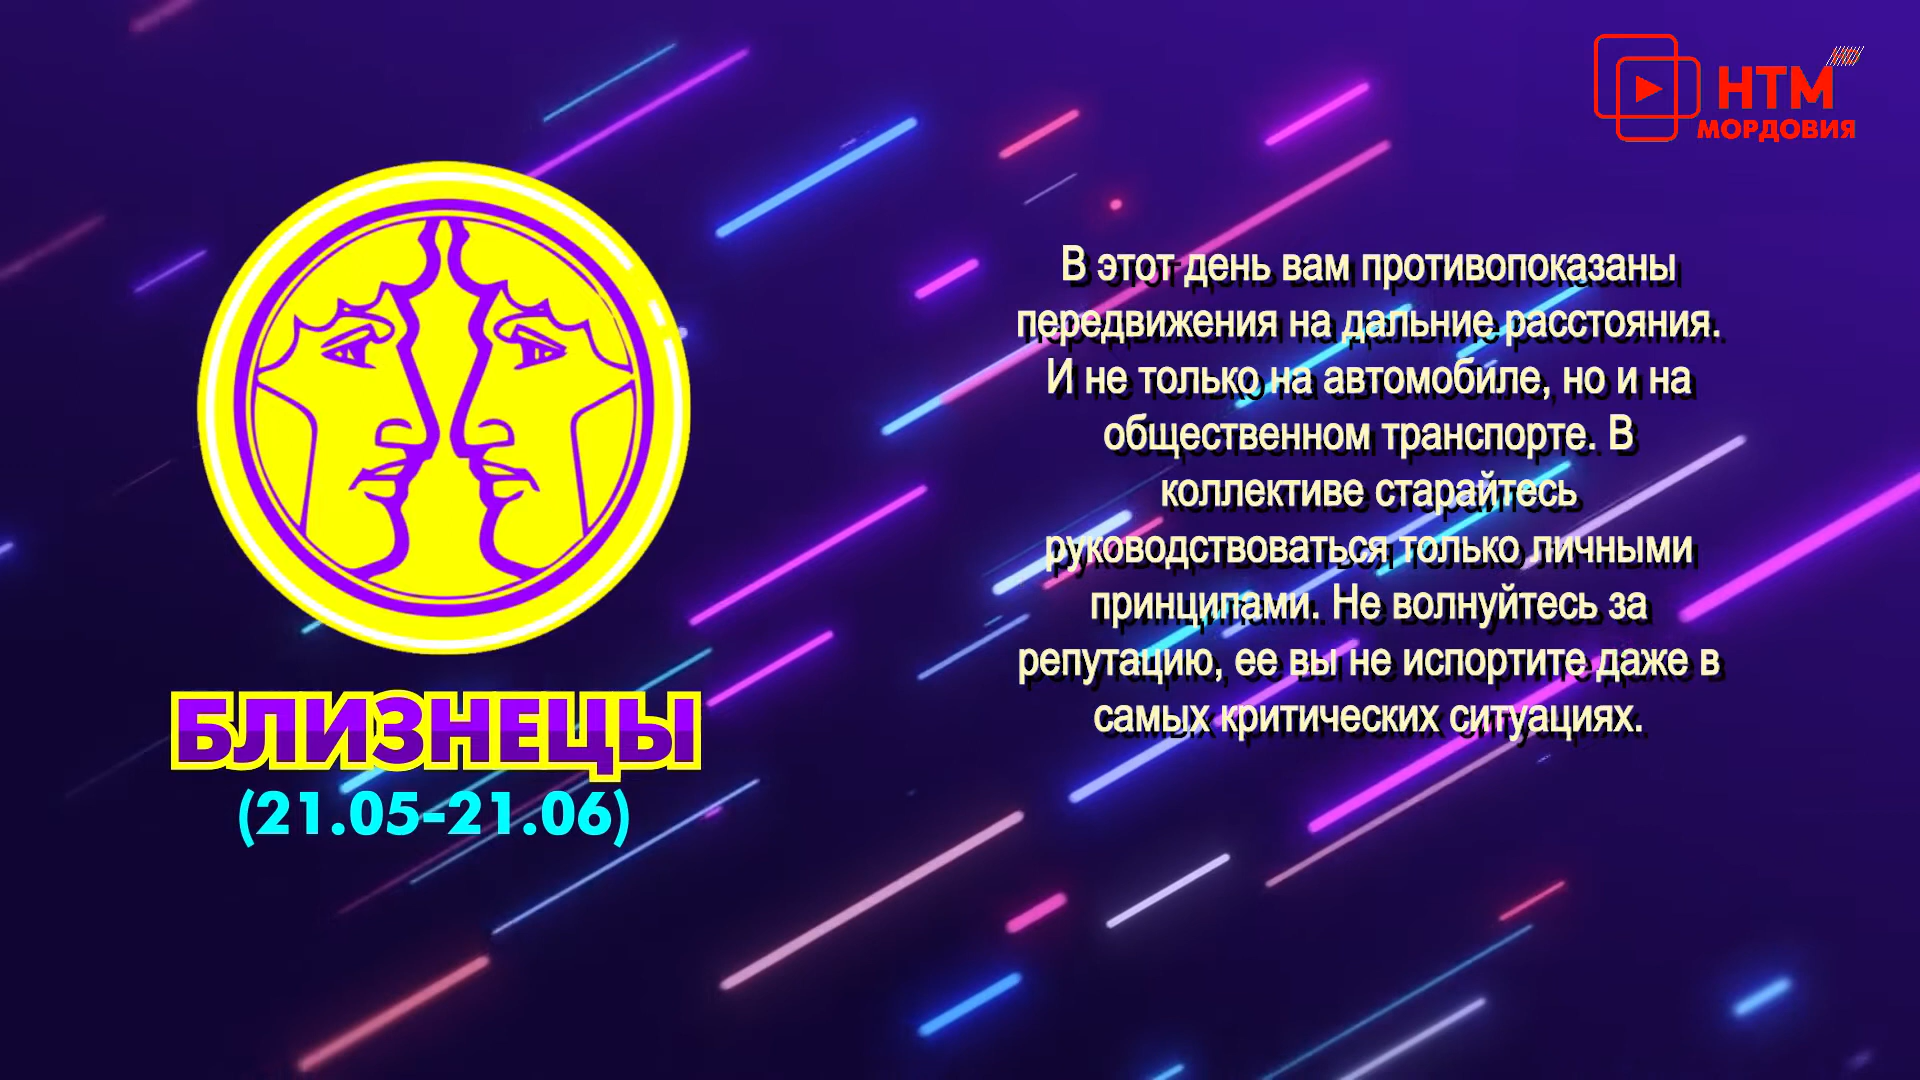 НТМ
МОРДОВИЯ
В этот день вам противопоказаны
передвижения на дальние расстояния.
И не только на автомобиле, но и на
общественном транспорте. В
коллективе старайтесь
руководствоваться только личными
принципами. Не волнуйтесь за
репутацию, ее вы не испортите даже в
самых критических ситуациях.
БЛИЗНЕЦЫ
(21.05-21.06)